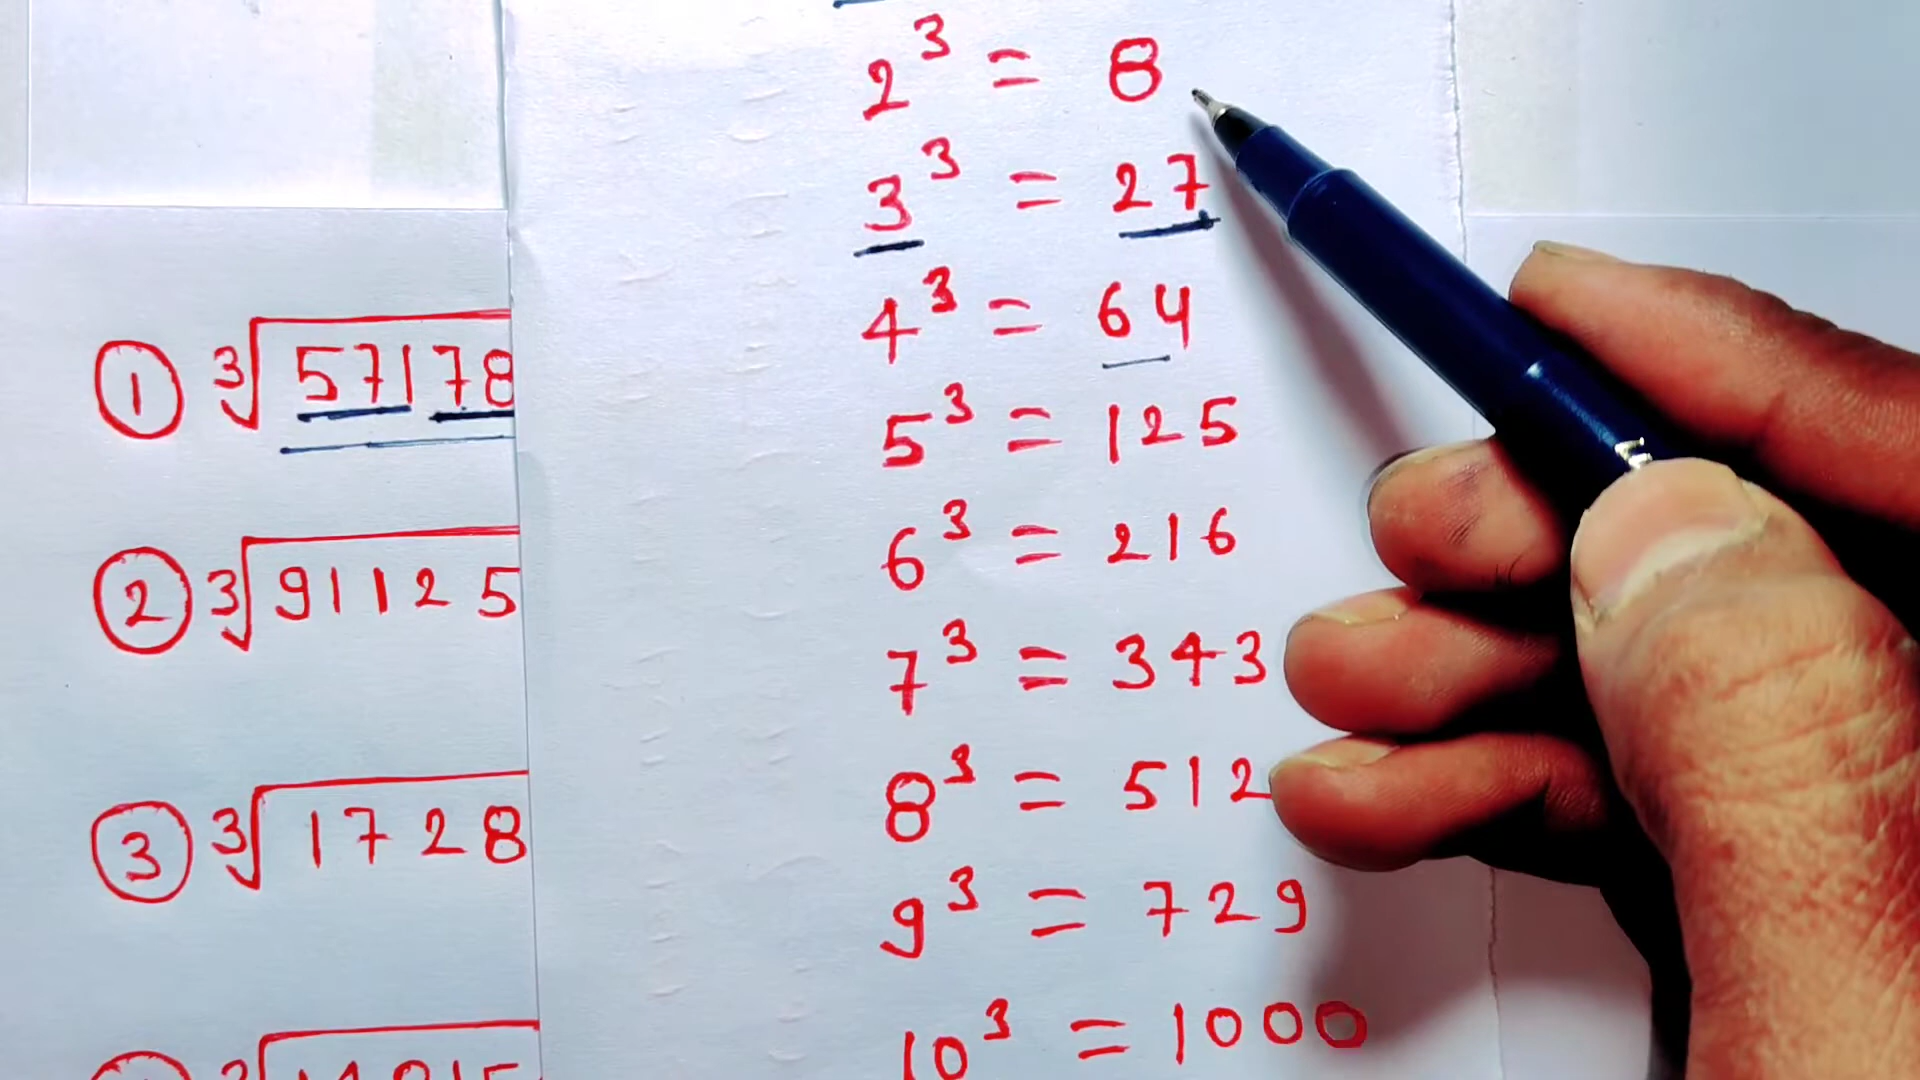 2³ = 8
3³ = 27
4³ = 64
5³ = 125
6³ = 216
7³ = 343
8³ = 512
9³ = 729
10³ = 1000
① ∛57178
② ∛91125
③ ∛1728